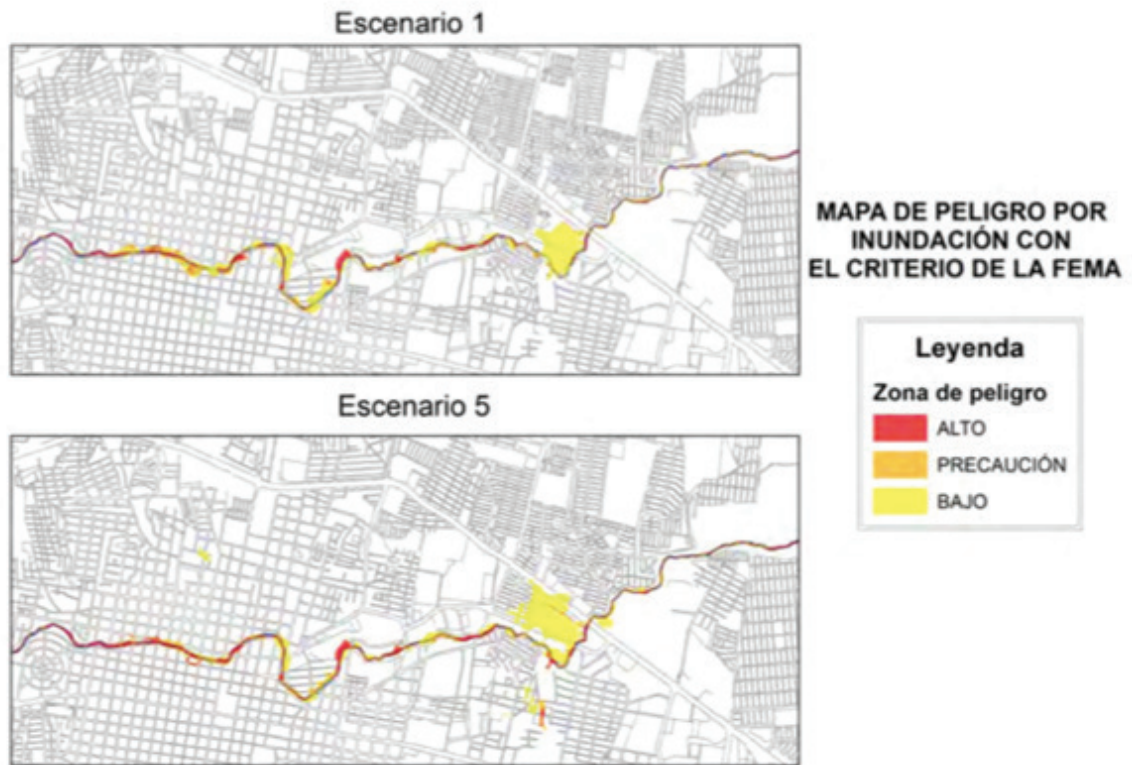 Escenario 1
MAPA DE PELIGRO POR
INUNDACIÓN CON
EL CRITERIO DE LA FEMA
Leyenda
Zona de peligro
ALTO
PRECAUCIÓN
BAJO
Escenario 5